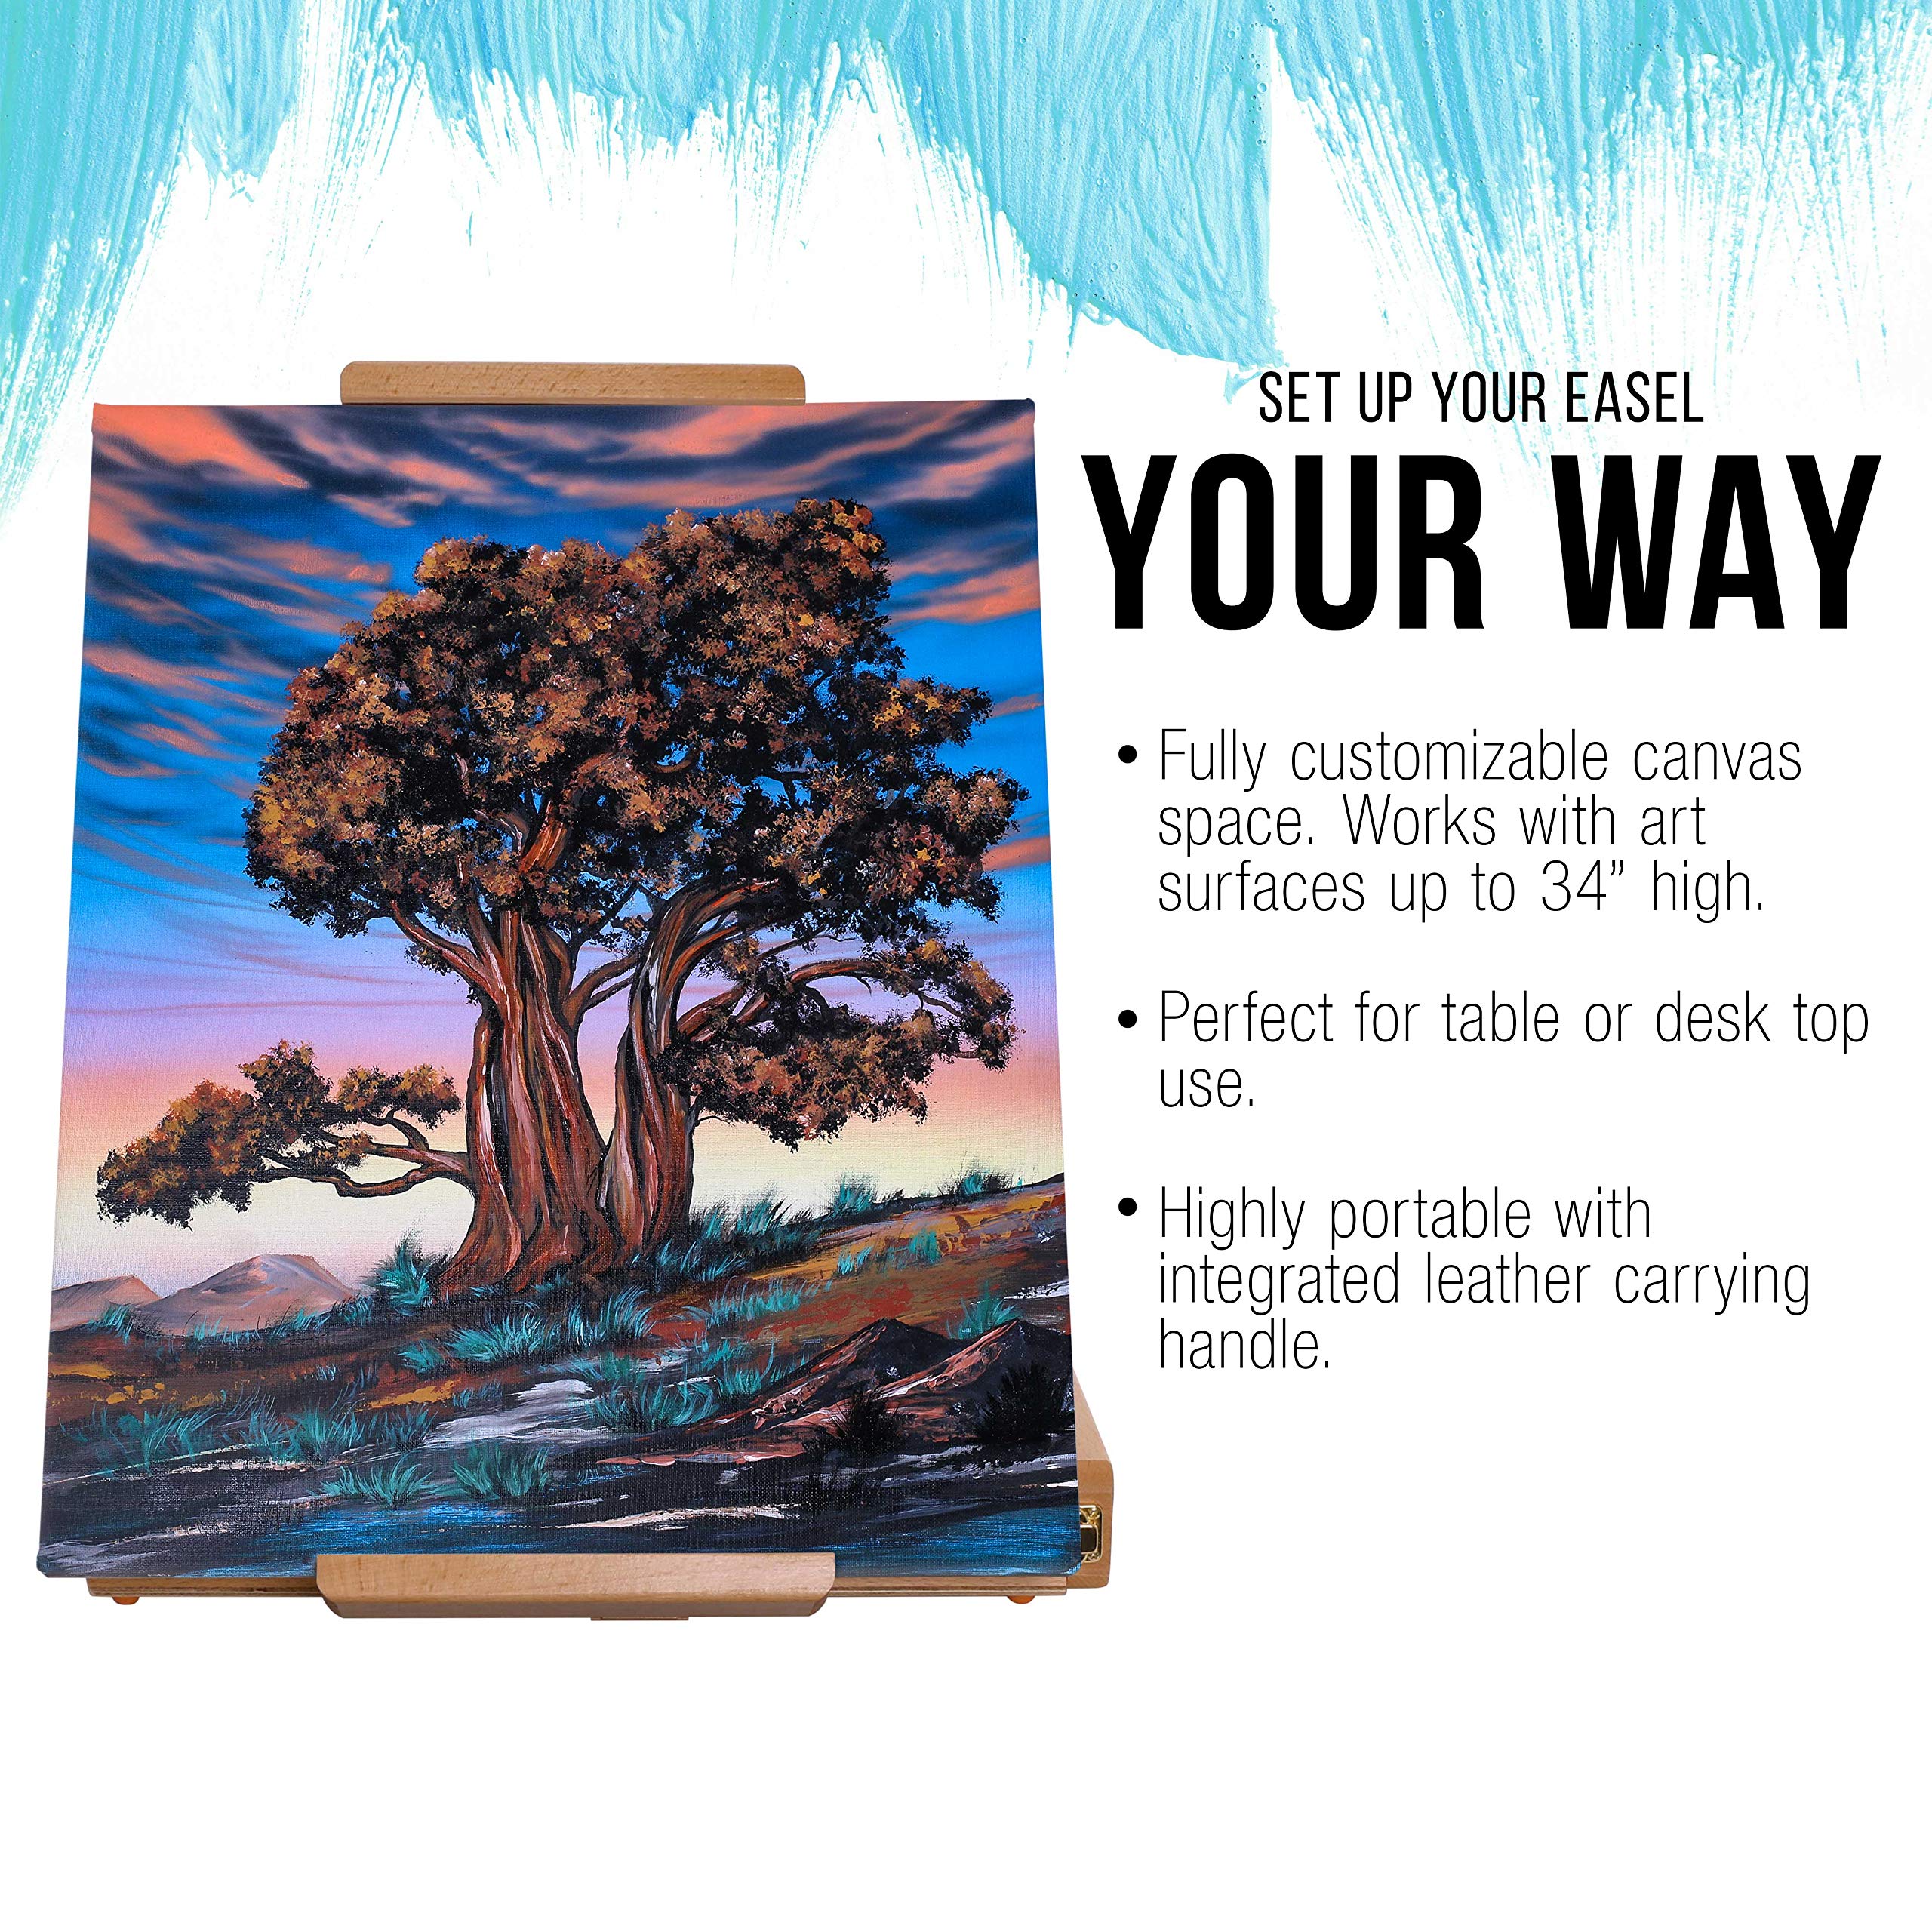 SET UP YOUR EASEL
YOUR WAY
• Fully customizable canvas
space. Works with art
surfaces up to 34” high.
• Perfect for table or desk top
use.
• Highly portable with
integrated leather carrying
handle.